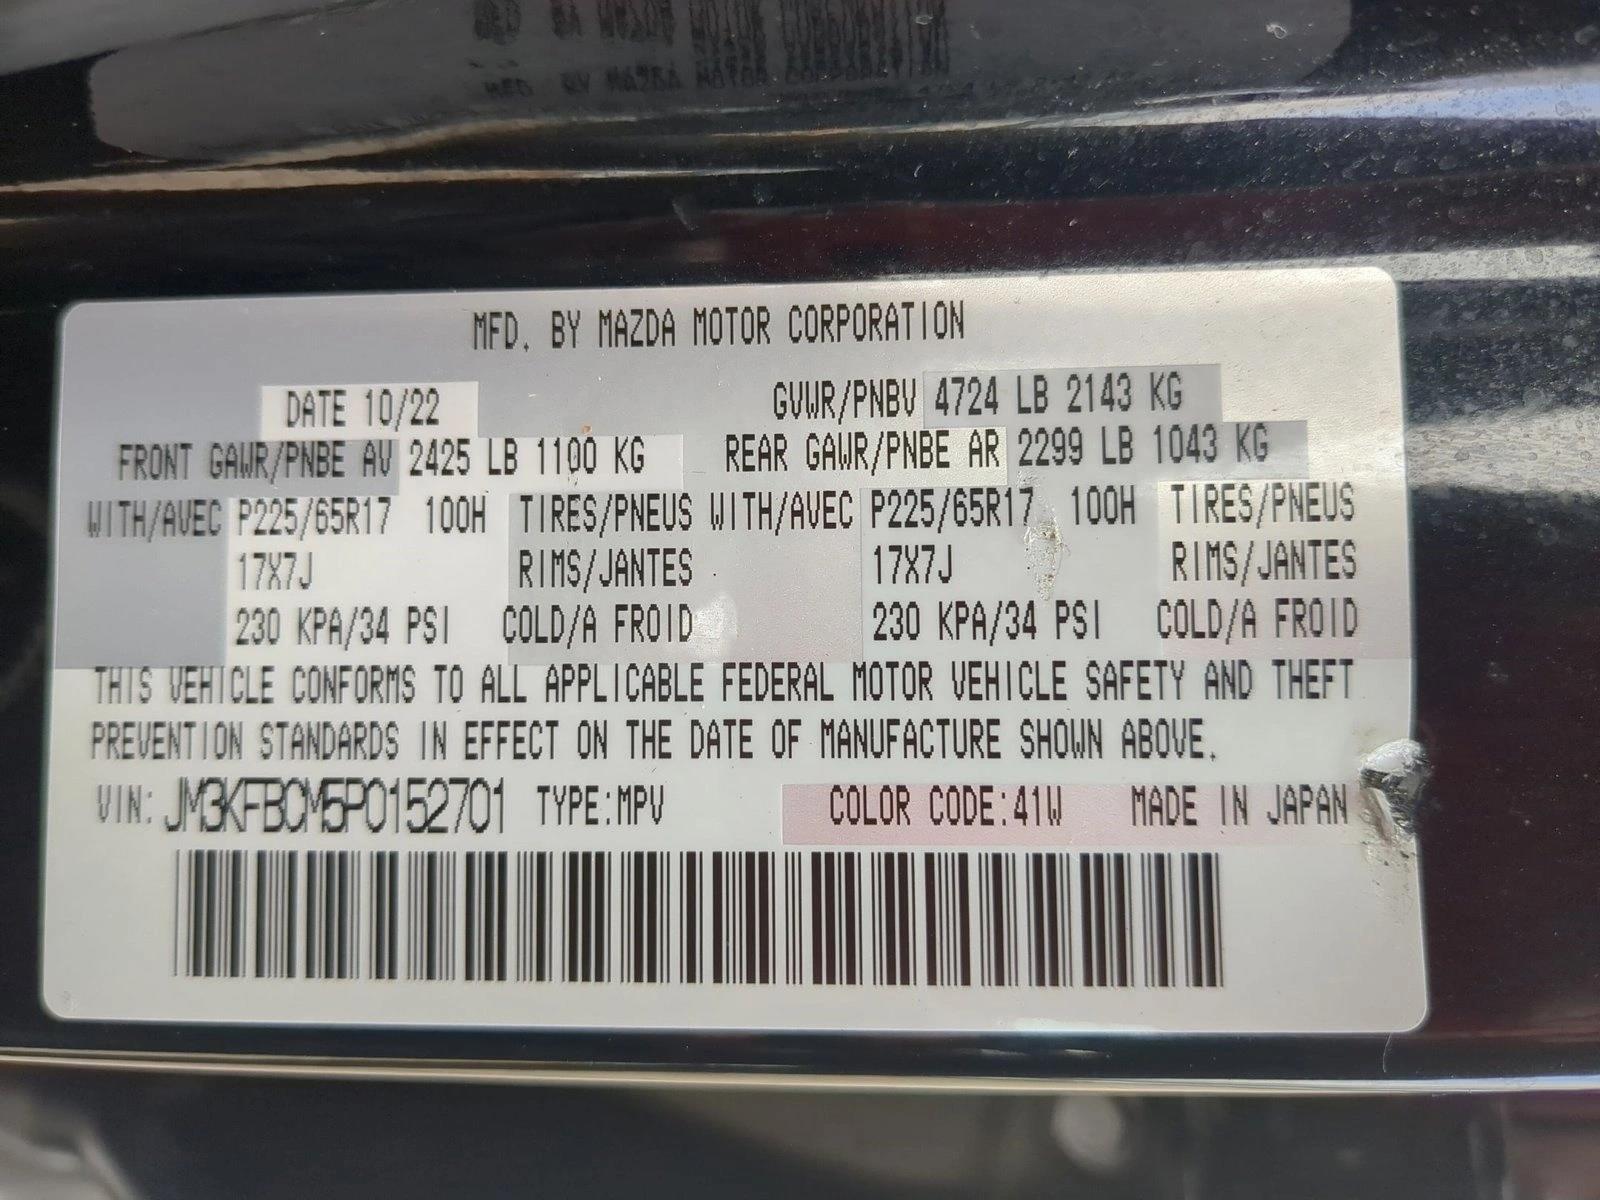 MFD. BY MAZDA MOTOR CORPORATION
DATE 10/22 GVWR/PNBV 4724 LB 2143 KG
FRONT GAWR/PNBE AV 2425 LB 1100 KG REAR GAWR/PNBE AR 2299 LB 1043 KG
WITH/AVEC P225/65R17 100H TIRES/PNEUS WITH/AVEC P225/65R17 100H TIRES/PNEUS
17X7J RIMS/JANTES 17X7J RIMS/JANTES
230 KPA/34 PSI COLD/A FROID 230 KPA/34 PSI COLD/A FROID
THIS VEHICLE CONFORMS TO ALL APPLICABLE FEDERAL MOTOR VEHICLE SAFETY AND THEFT
PREVENTION STANDARDS IN EFFECT ON THE DATE OF MANUFACTURE SHOWN ABOVE.
VIN: JM3KFBCM5P0152701 TYPE:MPV COLOR CODE:41W MADE IN JAPAN